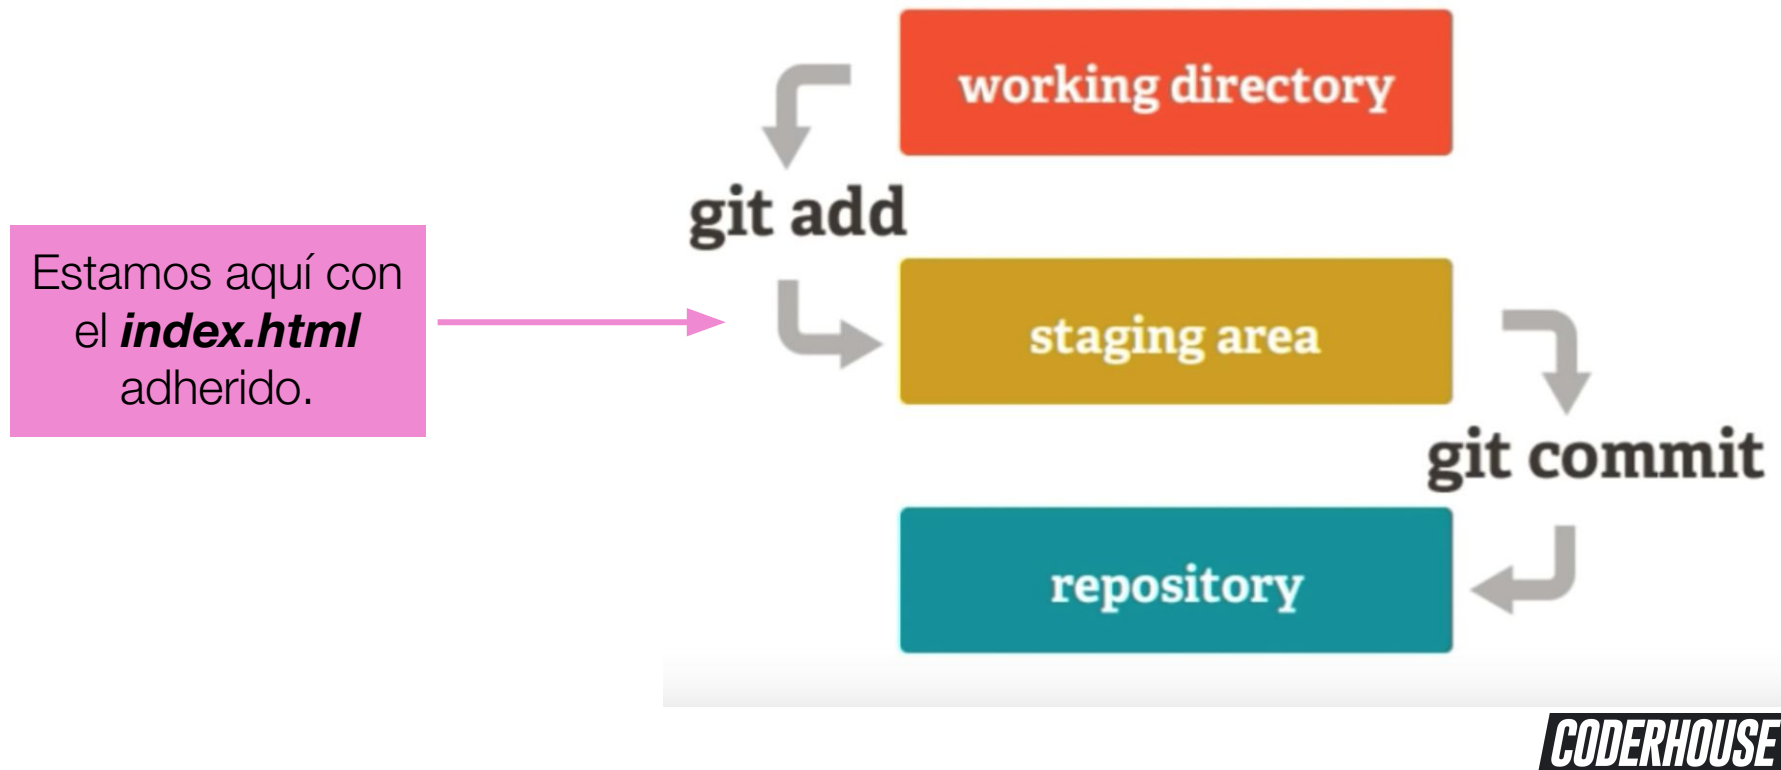 working directory
git add
Estamos aquí con
el index.html
adherido.
staging area
git commit
repository
CODERHOUSE